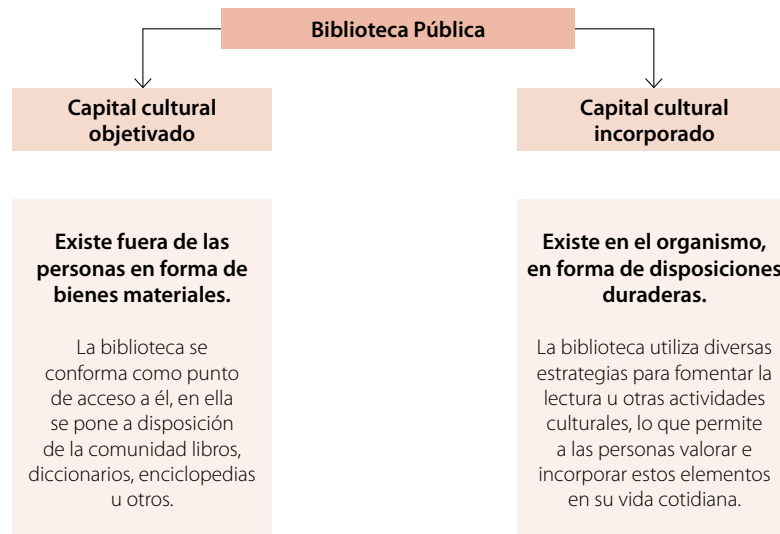 Biblioteca Pública
Capital cultural
objetivado
Existe fuera de las
personas en forma de
bienes materiales.
La biblioteca se
conforma como punto
de acceso a él, en ella
se pone a disposición
de la comunidad libros,
diccionarios, enciclopedias
u otros.
Capital cultural
incorporado
Existe en el organismo,
en forma de disposiciones
duraderas.
La biblioteca utiliza diversas
estrategias para fomentar la
lectura u otras actividades
culturales, lo que permite
a las personas valorar e
incorporar estos elementos
en su vida cotidiana.